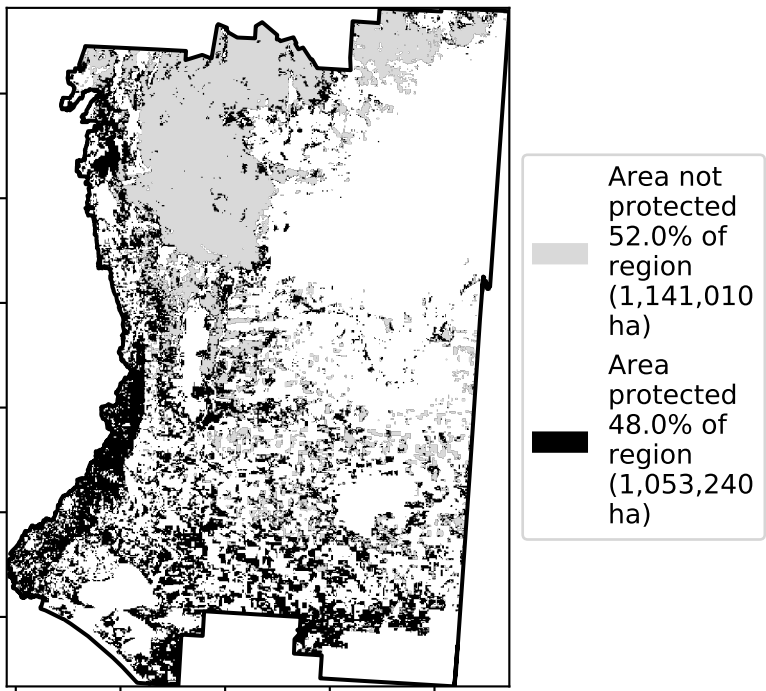 Area not
protected
52.0% of
region
(1,141,010
ha)
Area
protected
48.0% of
region
(1,053,240
ha)